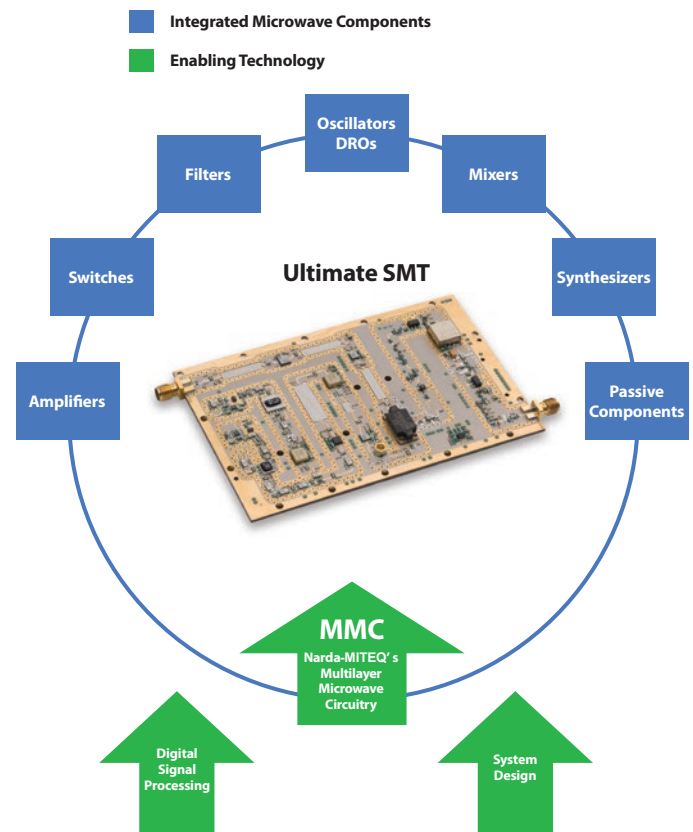 Integrated Microwave Components
Enabling Technology
Oscillators
DROs
Filters
Mixers
Switches
Synthesizers
Ultimate SMT
Amplifiers
Passive
Components
MMC
Narda-MITEQ' s
Multilayer
Microwave
Circuitry
Digital
Signal
Processing
System
Design